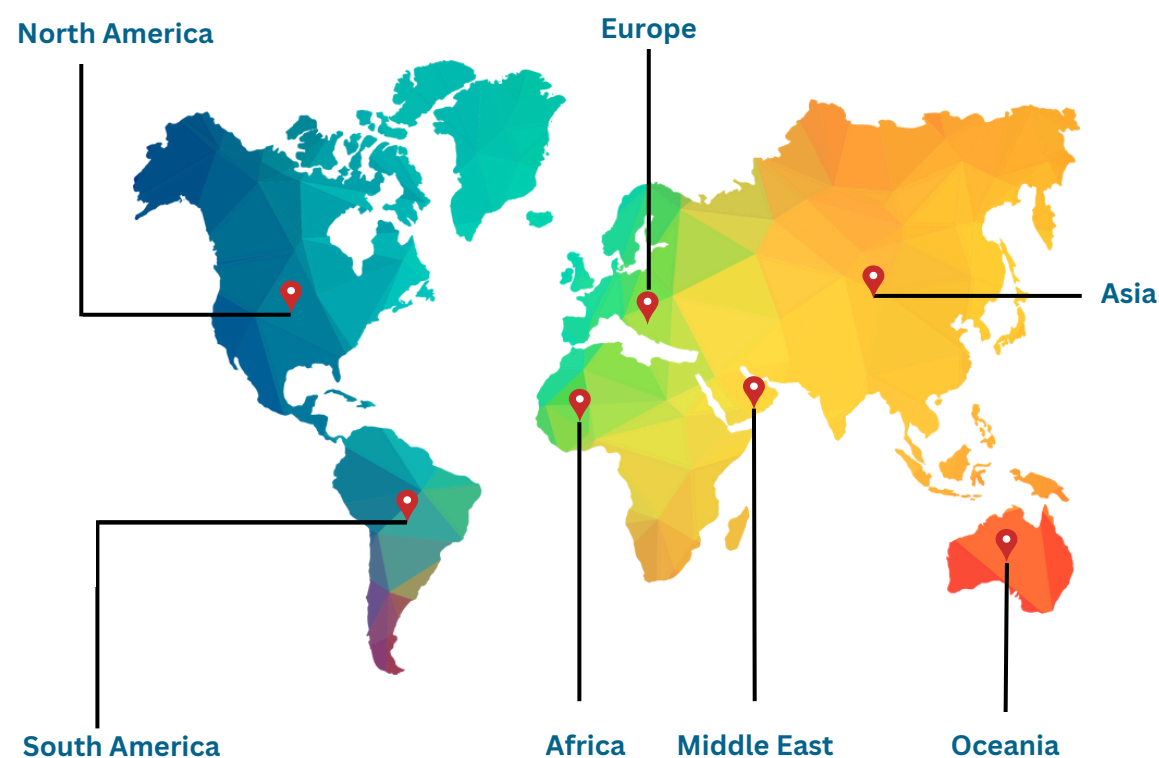 North America
Europe
Asia
South America
Africa
Middle East
Oceania